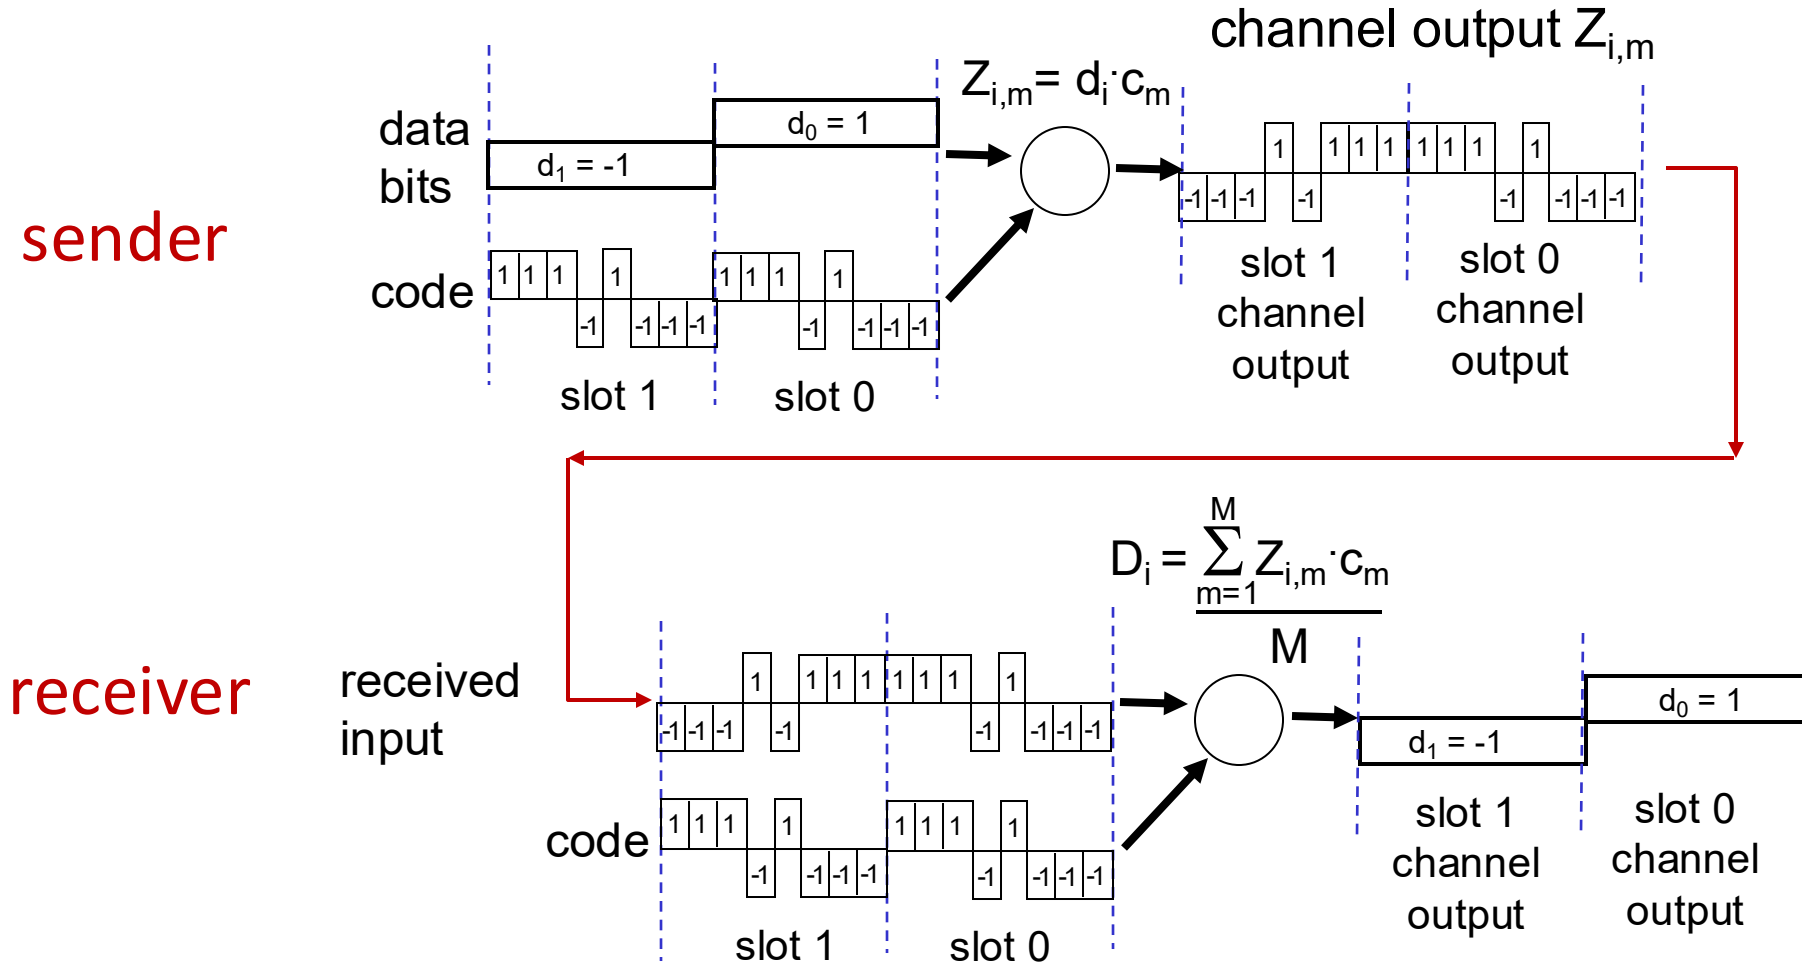 channel output Z_i,m
Z_i,m = d_i·c_m
data bits
d_1 = -1
d_0 = 1
sender
code
1 1 1 -1 1 -1 -1 -1
1 1 1 -1 1 -1 -1 -1
slot 1
slot 0
-1 -1 -1 1 -1 1 1 1
1 1 1 -1 1 -1 -1 -1
slot 1 channel output
slot 0 channel output
D_i = Σ_{m=1}^{M} Z_i,m·c_m
M
receiver
received input
-1 -1 -1 1 -1 1 1 1
1 1 1 -1 1 -1 -1 -1
code
1 1 1 -1 1 -1 -1 -1
1 1 1 -1 1 -1 -1 -1
slot 1
slot 0
d_1 = -1
d_0 = 1
slot 1 channel output
slot 0 channel output